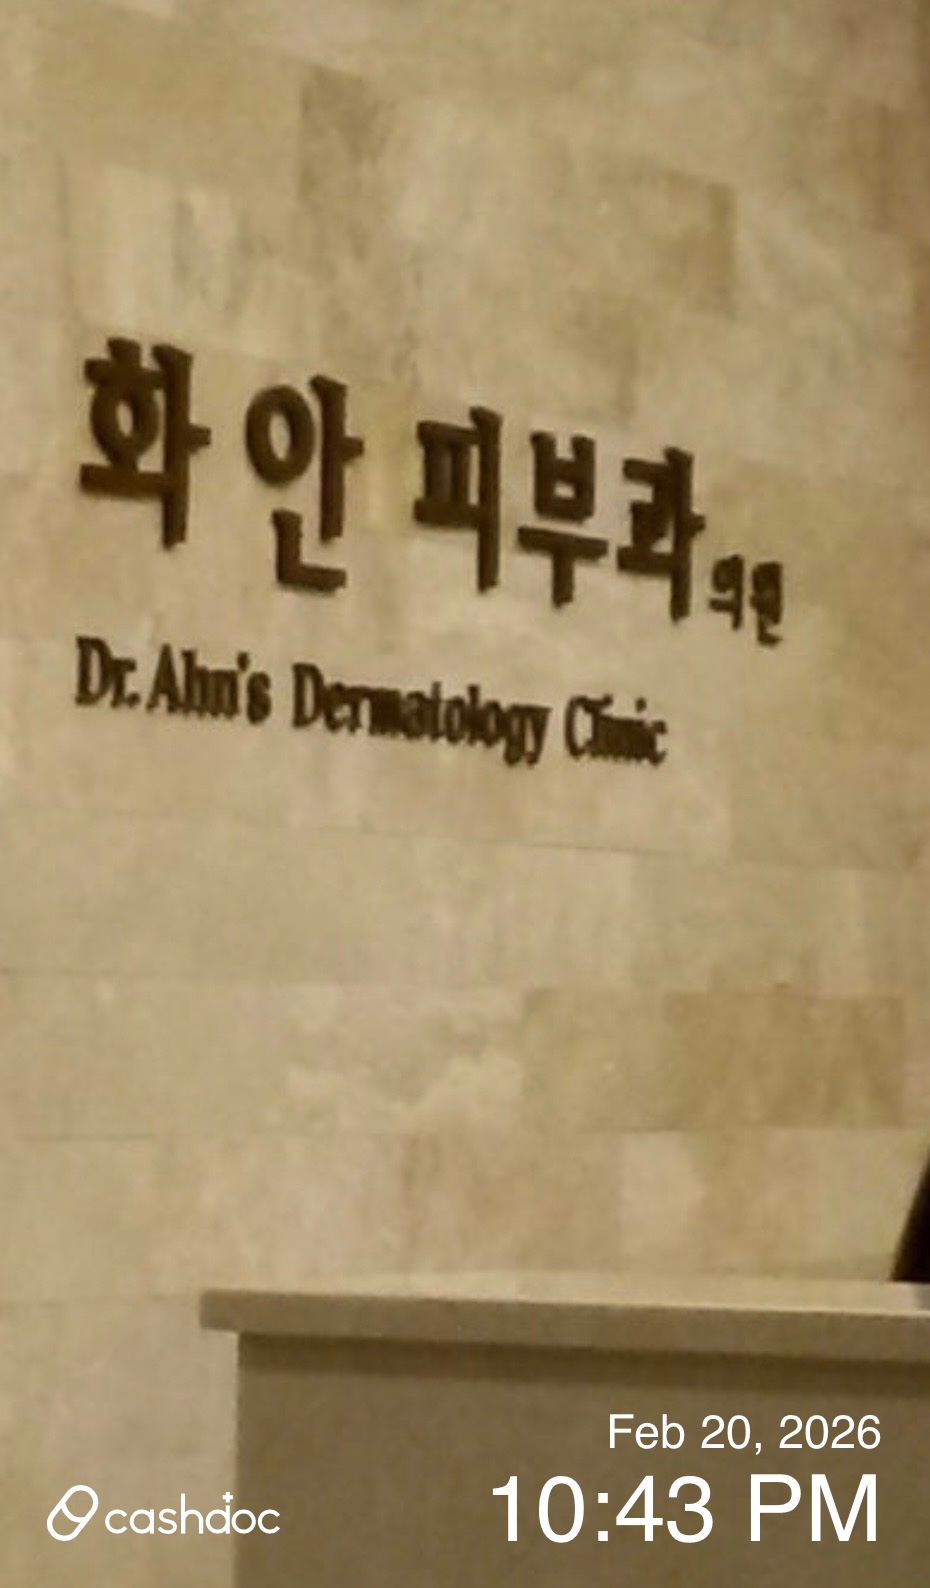 화안 피부과의원
Dr. Ahn's Dermatology Clinic
Feb 20, 2026
cashdoc
10:43 PM